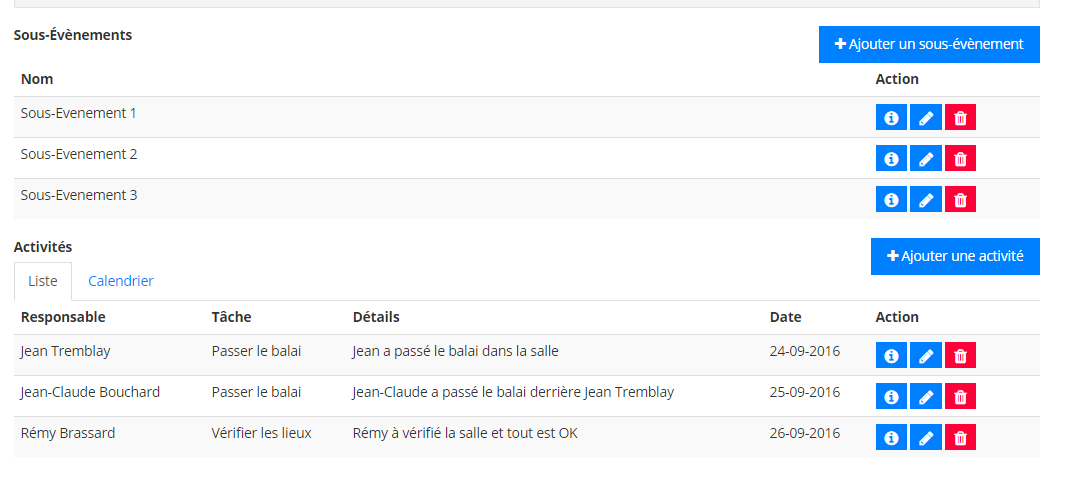 Sous-Évènements
Ajouter un sous-évènement
Nom Action
Sous-Evenement 1
Sous-Evenement 2
Sous-Evenement 3
Activités
Ajouter une activité
Liste Calendrier
Responsable Tâche Détails Date Action
Jean Tremblay Passer le balai Jean a passé le balai dans la salle 24-09-2016
Jean-Claude Bouchard Passer le balai Jean-Claude a passé le balai derrière Jean Tremblay 25-09-2016
Rémy Brassard Vérifier les lieux Rémy à vérifié la salle et tout est OK 26-09-2016